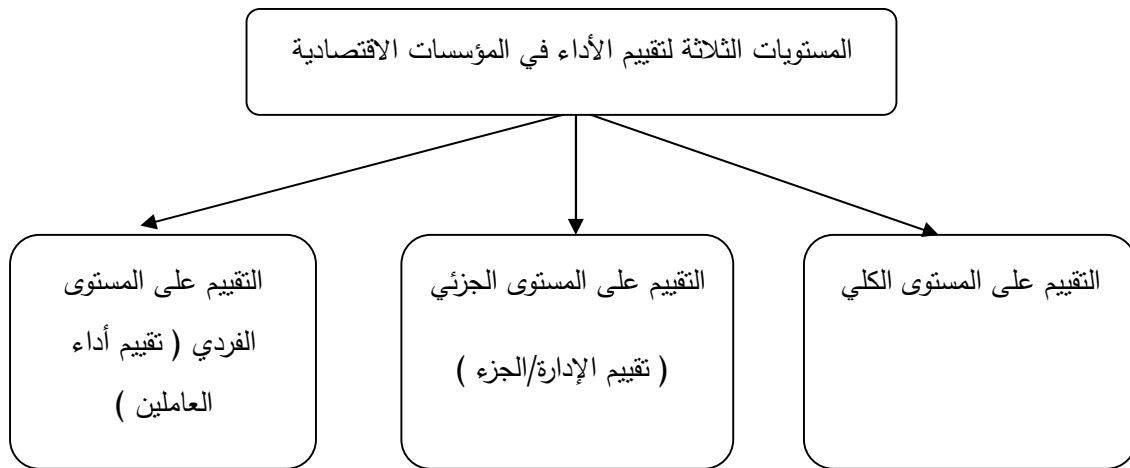 المستويات الثلاثة لتقييم الأداء في المؤسسات الاقتصادية
التقييم على المستوى الكلي
التقييم على المستوى الجزئي
( تقييم الإدارة/الجزء )
التقييم على المستوى
الفردي ( تقييم أداء
العاملين )